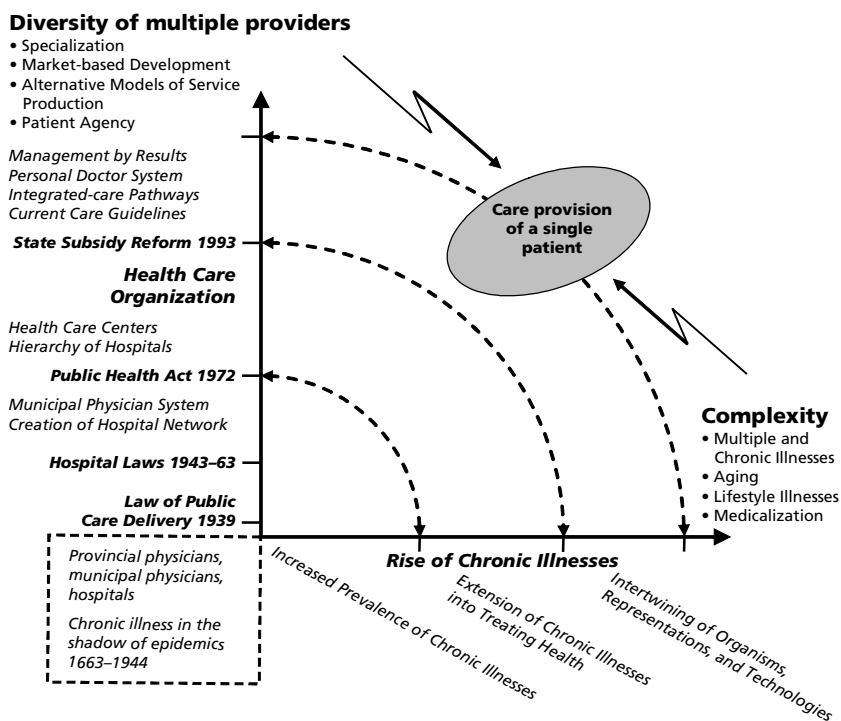 Diversity of multiple providers
• Specialization
• Market-based Development
• Alternative Models of Service
Production
• Patient Agency
Management by Results
Personal Doctor System
Integrated-care Pathways
Current Care Guidelines
State Subsidy Reform 1993
Health Care
Organization
Health Care Centers
Hierarchy of Hospitals
Public Health Act 1972
Municipal Physician System
Creation of Hospital Network
Hospital Laws 1943–63
Law of Public
Care Delivery 1939
Provincial physicians,
municipal physicians,
hospitals
Chronic illness in the
shadow of epidemics
1663–1944
Care provision
of a single
patient
Complexity
• Multiple and
Chronic Illnesses
• Aging
• Lifestyle Illnesses
• Medicalization
Rise of Chronic Illnesses
Increased Prevalence of Chronic Illnesses
Extension of Chronic Illnesses
into Treating Health
Intertwining of Organisms,
Representations, and Technologies